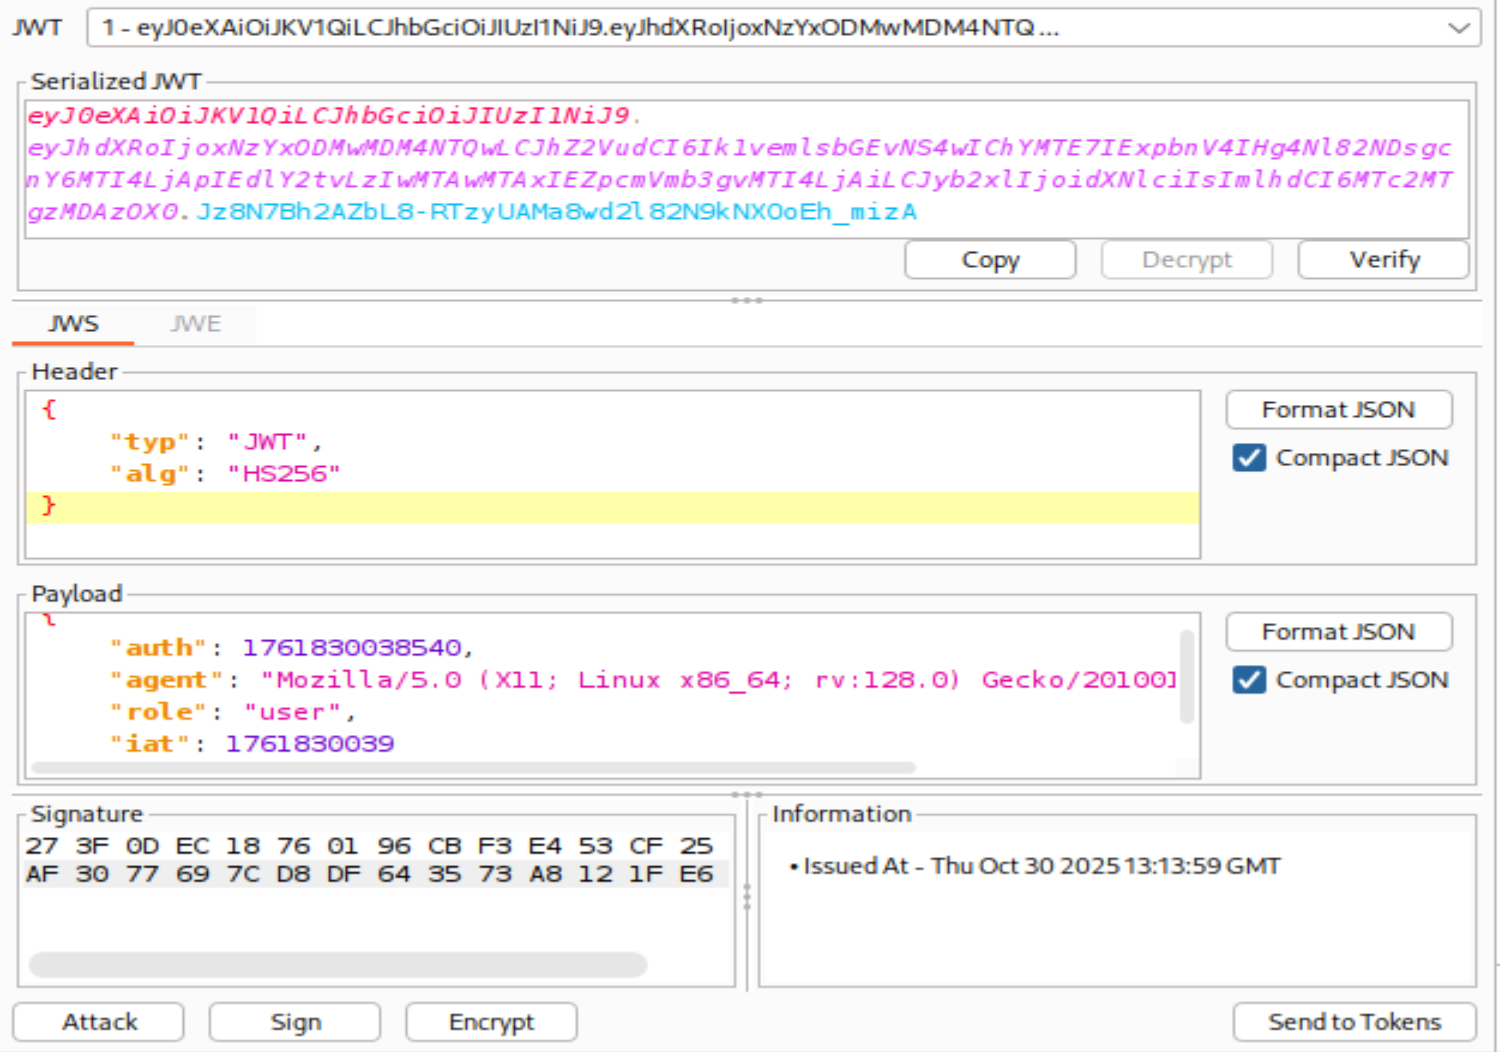 JWT 1 - eyJ0eXAiOiJKV1QiLCJhbGciOiJIUzI1NiJ9.eyJhdXRoIjoxNzYxODMwMDM4NTQ ...
Serialized JWT
eyJ0eXAiOiJKV1QiLCJhbGciOiJIUzI1NiJ9.
eyJhdXRoIjoxNzYxODMwMDM4NTQwLCJhZ2VudCI6Ik1vemlsbGEvNS4wIChYMTE7IExpbnV4IHg4Nl82NDsgc
nY6MTI4LjApIEdlY2tvLzIwMTAwMTAxIEZpcmVmb3gvMTI4LjAiLCJyb2xlIjoidXNlciIsImlhdCI6MTc2MT
gzMDAzOX0.Jz8N7Bh2AZbL8-RTzyUAMa8wd2l82N9kNXOoEh_mizA
Copy Decrypt Verify
JWS JWE
Header
{
"typ": "JWT",
"alg": "HS256"
}
Format JSON
Compact JSON
Payload
{
"auth": 1761830038540,
"agent": "Mozilla/5.0 (X11; Linux x86_64; rv:128.0) Gecko/201001
"role": "user",
"iat": 1761830039
Format JSON
Compact JSON
Signature
27 3F 0D EC 18 76 01 96 CB F3 E4 53 CF 25
AF 30 77 69 7C D8 DF 64 35 73 A8 12 1F E6
Information
• Issued At - Thu Oct 30 2025 13:13:59 GMT
Attack Sign Encrypt Send to Tokens